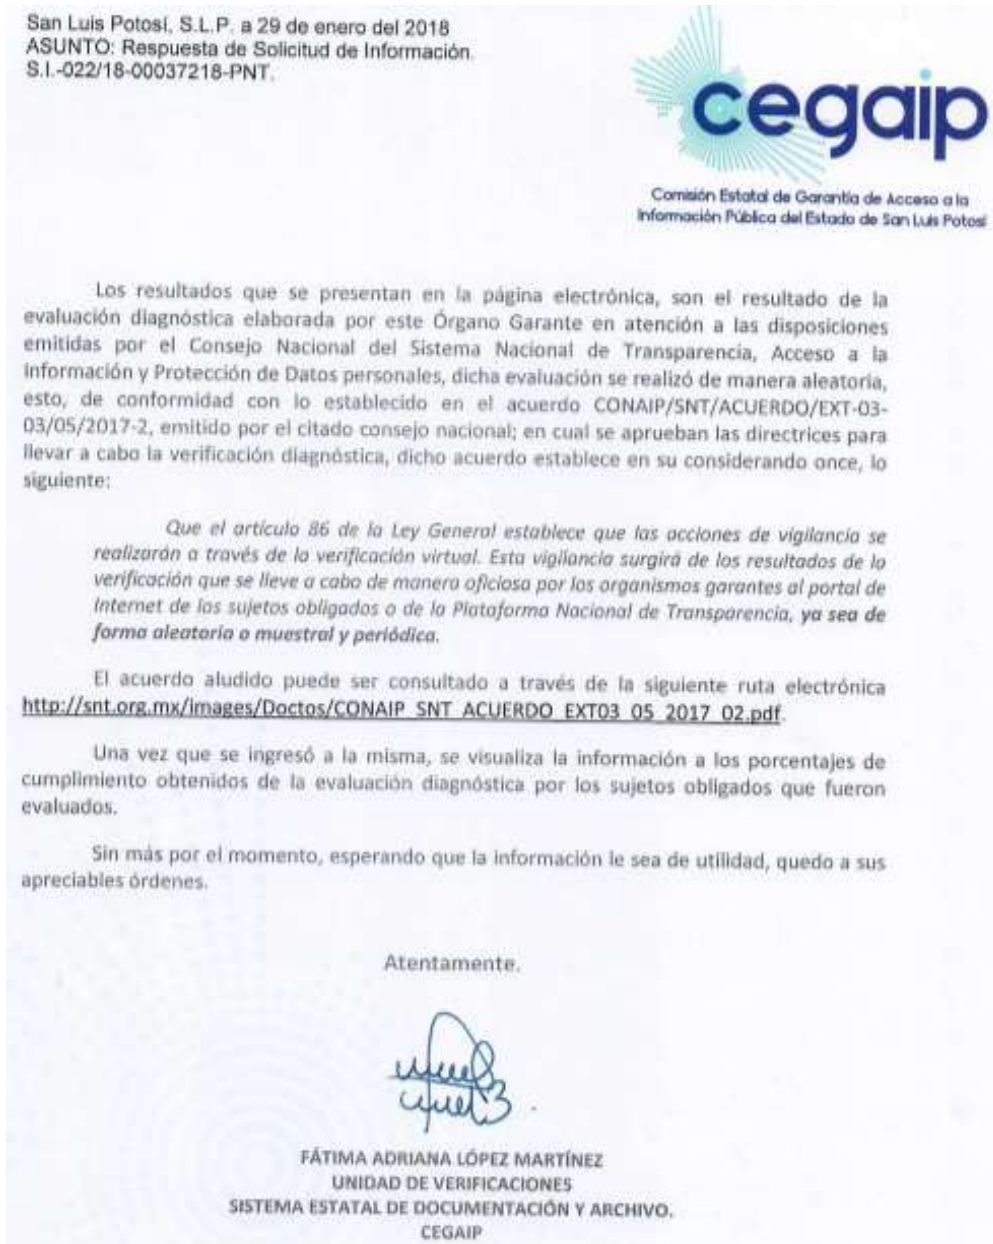 San Luis Potosí, S.L.P. a 29 de enero del 2018
ASUNTO: Respuesta de Solicitud de Información.
S.I.-022/18-00037218-PNT.
cegaip
Comisión Estatal de Garantía de Acceso a la
Información Pública del Estado de San Luis Potosí
Los resultados que se presentan en la página electrónica, son el resultado de la
evaluación diagnóstica elaborada por este Órgano Garante en atención a las disposiciones
emitidas por el Consejo Nacional del Sistema Nacional de Transparencia, Acceso a la
Información y Protección de Datos personales, dicha evaluación se realizó de manera aleatoria,
esto, de conformidad con lo establecido en el acuerdo CONAIP/SNT/ACUERDO/EXT-03-
03/05/2017-2, emitido por el citado consejo nacional; en cual se aprueban las directrices para
llevar a cabo la verificación diagnóstica, dicho acuerdo establece en su considerando once, lo
siguiente:
Que el artículo 86 de la Ley General establece que las acciones de vigilancia se
realizarán a través de la verificación virtual. Esta vigilancia surgirá de los resultados de la
verificación que se lleve a cabo de manera oficiosa por los organismos garantes al portal de
Internet de los sujetos obligados o de la Plataforma Nacional de Transparencia, ya sea de
forma aleatoria o muestral y periódica.
El acuerdo aludido puede ser consultado a través de la siguiente ruta electrónica
http://snt.org.mx/images/Doctos/CONAIP_SNT_ACUERDO_EXT03_05_2017_02.pdf.
Una vez que se ingresó a la misma, se visualiza la información a los porcentajes de
cumplimiento obtenidos de la evaluación diagnóstica por los sujetos obligados que fueron
evaluados.
Sin más por el momento, esperando que la información le sea de utilidad, quedo a sus
apreciables órdenes.
Atentamente.
FÁTIMA ADRIANA LÓPEZ MARTÍNEZ
UNIDAD DE VERIFICACIONES
SISTEMA ESTATAL DE DOCUMENTACIÓN Y ARCHIVO.
CEGAIP